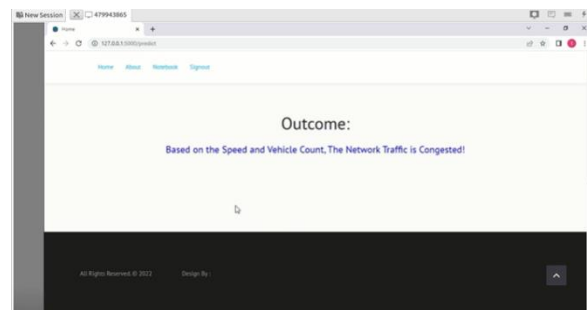 New Session 479943865
Home
127.0.0.1:5000/predict
Home About Notebook Signout
Outcome:
Based on the Speed and Vehicle Count, The Network Traffic is Congested!
All Rights Reserved © 2022 Design By :